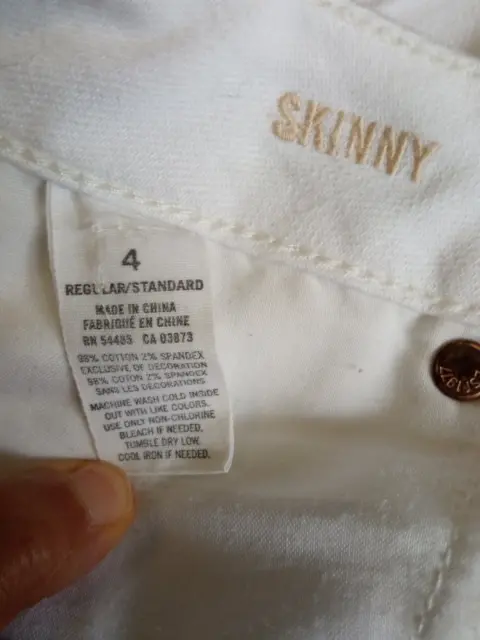 SKINNY
4
REGULAR/STANDARD
MADE IN CHINA
FABRIQUÉ EN CHINE
RN 54485 CA 03873
98% COTTON 2% SPANDEX
EXCLUSIVE OF DECORATION
98% COTON 2% SPANDEX
SANS LES DÉCORATIONS
MACHINE WASH COLD INSIDE
OUT WITH LIKE COLORS.
USE ONLY NON-CHLORINE
BLEACH IF NEEDED.
TUMBLE DRY LOW.
COOL IRON IF NEEDED.